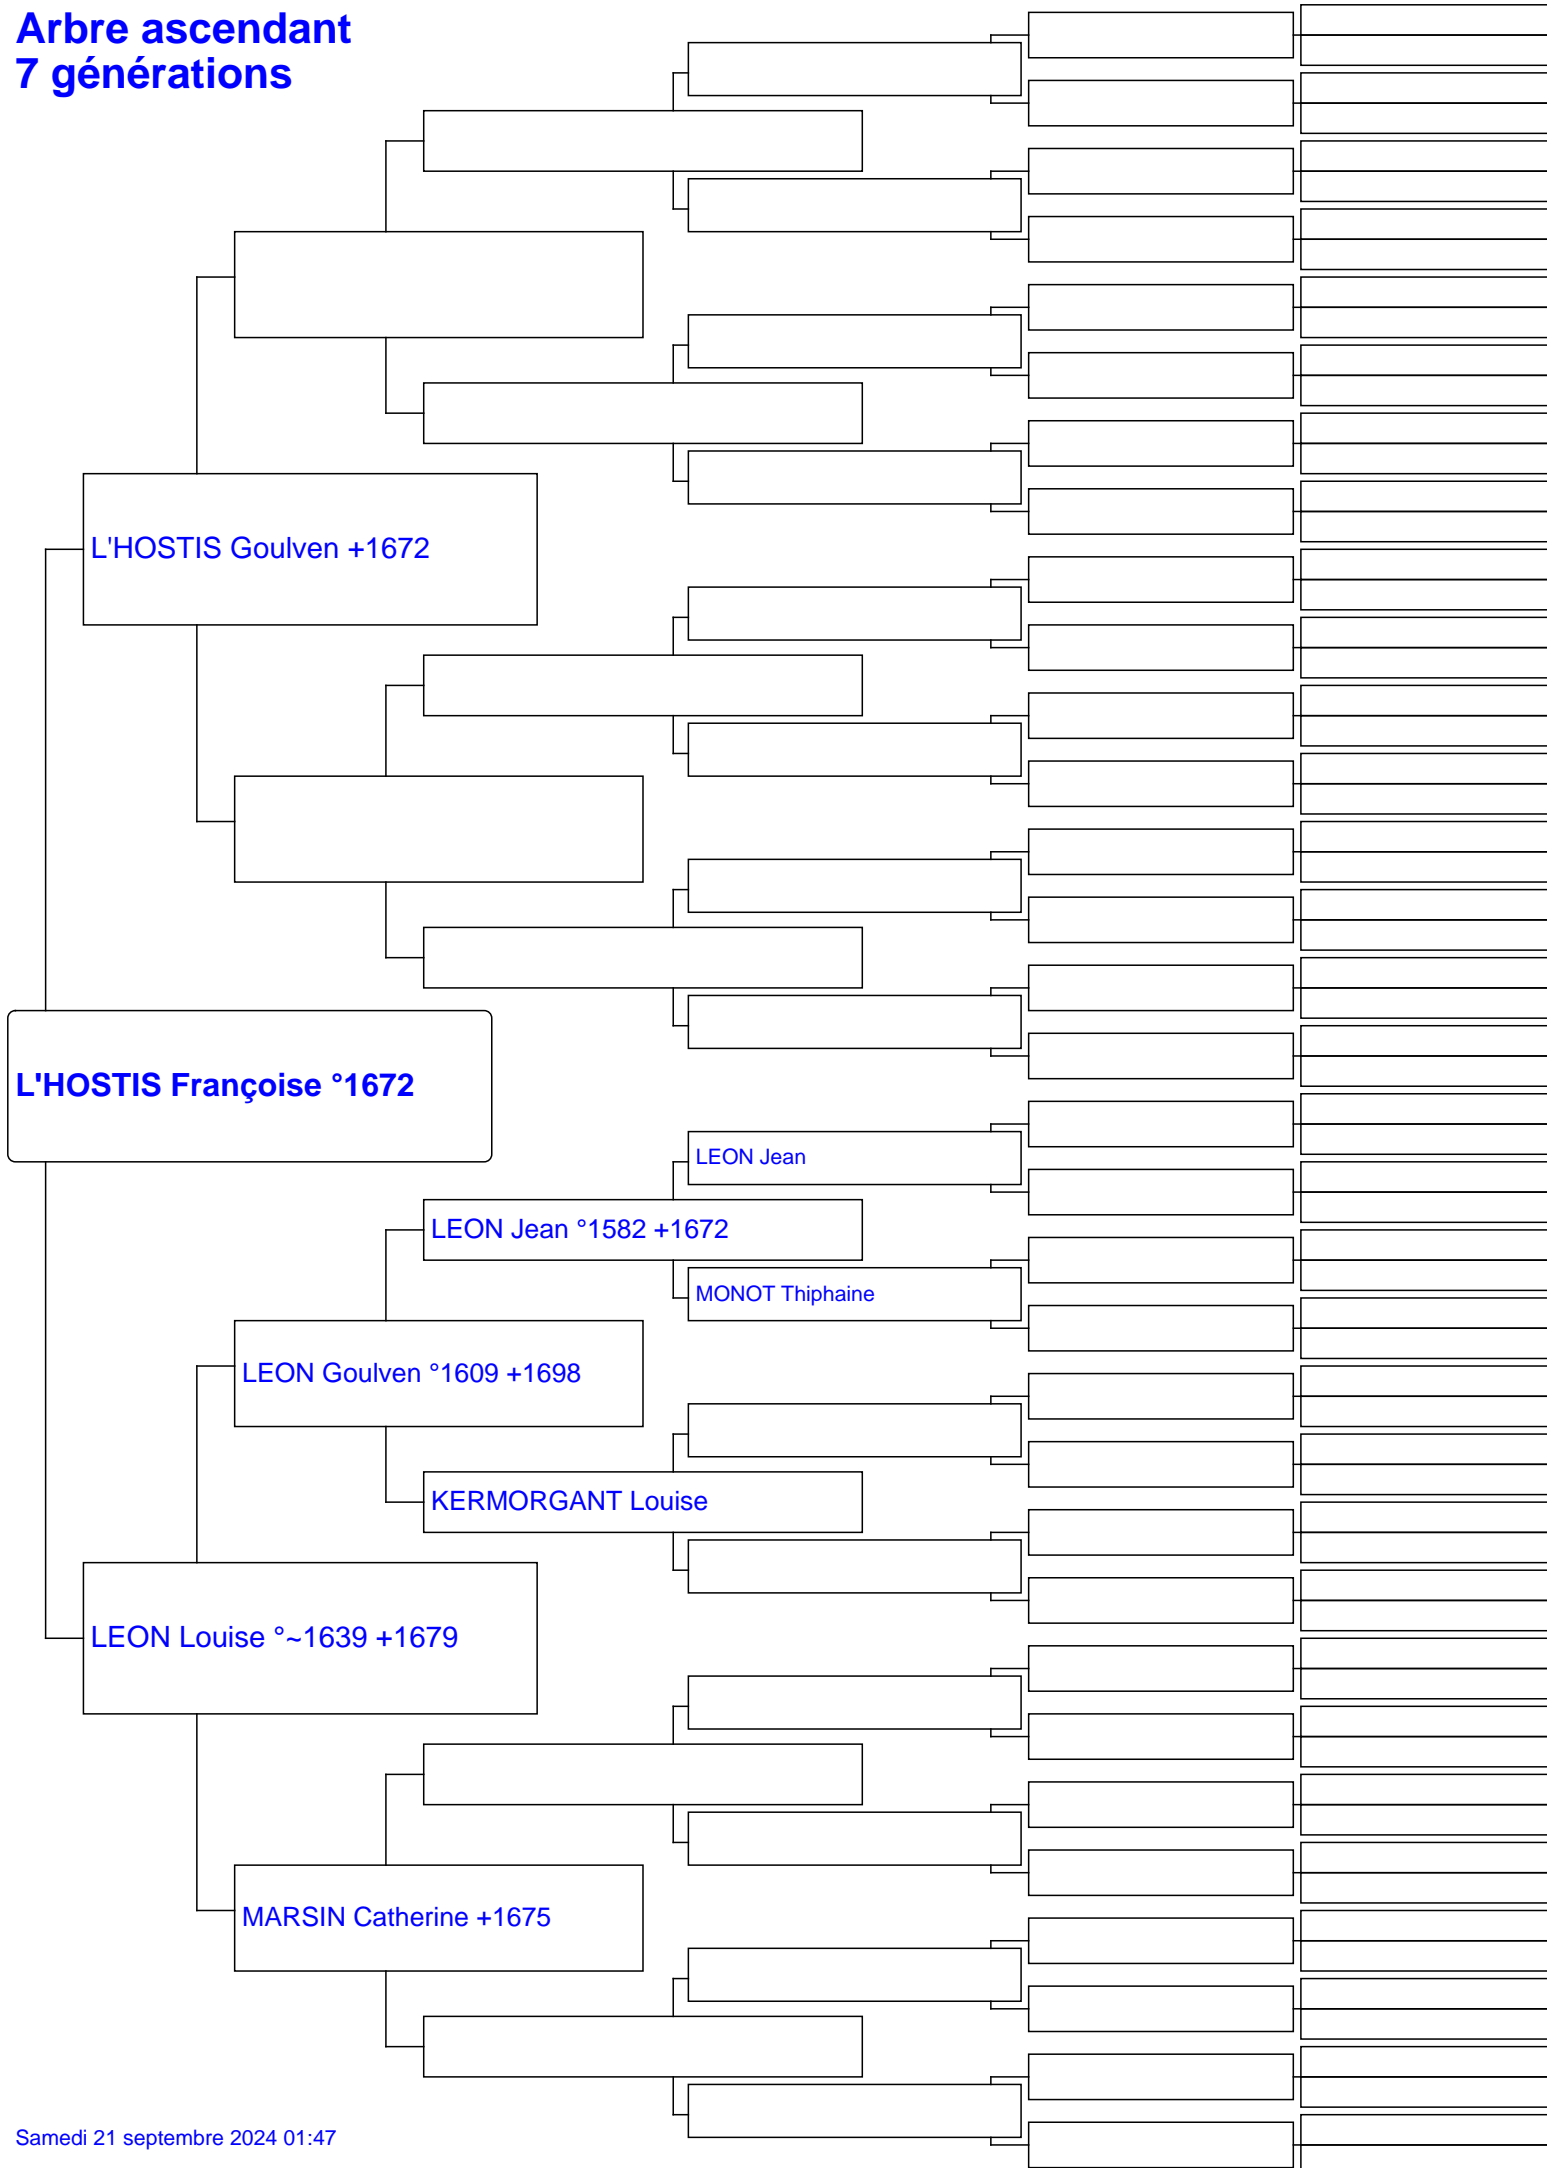 Arbre ascendant
7 générations
L'HOSTIS Goulven +1672
L'HOSTIS Françoise °1672
LEON Jean
LEON Jean °1582 +1672
MONOT Thiphaine
LEON Goulven °1609 +1698
KERMORGANT Louise
LEON Louise °~1639 +1679
MARSIN Catherine +1675
Samedi 21 septembre 2024 01:47